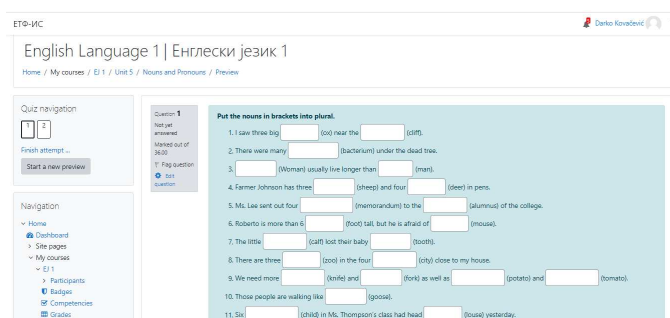 ЕТФ-ИС
Darko Kovačević
English Language 1 | Енглески језик 1
Home / My courses / EJ 1 / Unit 5 / Nouns and Pronouns / Preview
Quiz navigation
1 2
Finish attempt ...
Start a new preview
Navigation
Home
Dashboard
Site pages
My courses
EJ 1
Participants
Badges
Competencies
Grades
Question 1
Not yet
answered
Marked out of
36.00
Flag question
Edit
question
Put the nouns in brackets into plural.
1. I saw three big (ox) near the (cliff).
2. There were many (bacterium) under the dead tree.
3. (Woman) usually live longer than (man).
4. Farmer Johnson has three (sheep) and four (deer) in pens.
5. Ms. Lee sent out four (memorandum) to the (alumnus) of the college.
6. Roberto is more than 6 (foot) tall, but he is afraid of (mouse).
7. The little (calf) lost their baby (tooth).
8. There are three (zoo) in the four (city) close to my house.
9. We need more (knife) and (fork) as well as (potato) and (tomato).
10. Those people are walking like (goose).
11. Six (child) in Ms. Thompson's class had head (louse) yesterday.